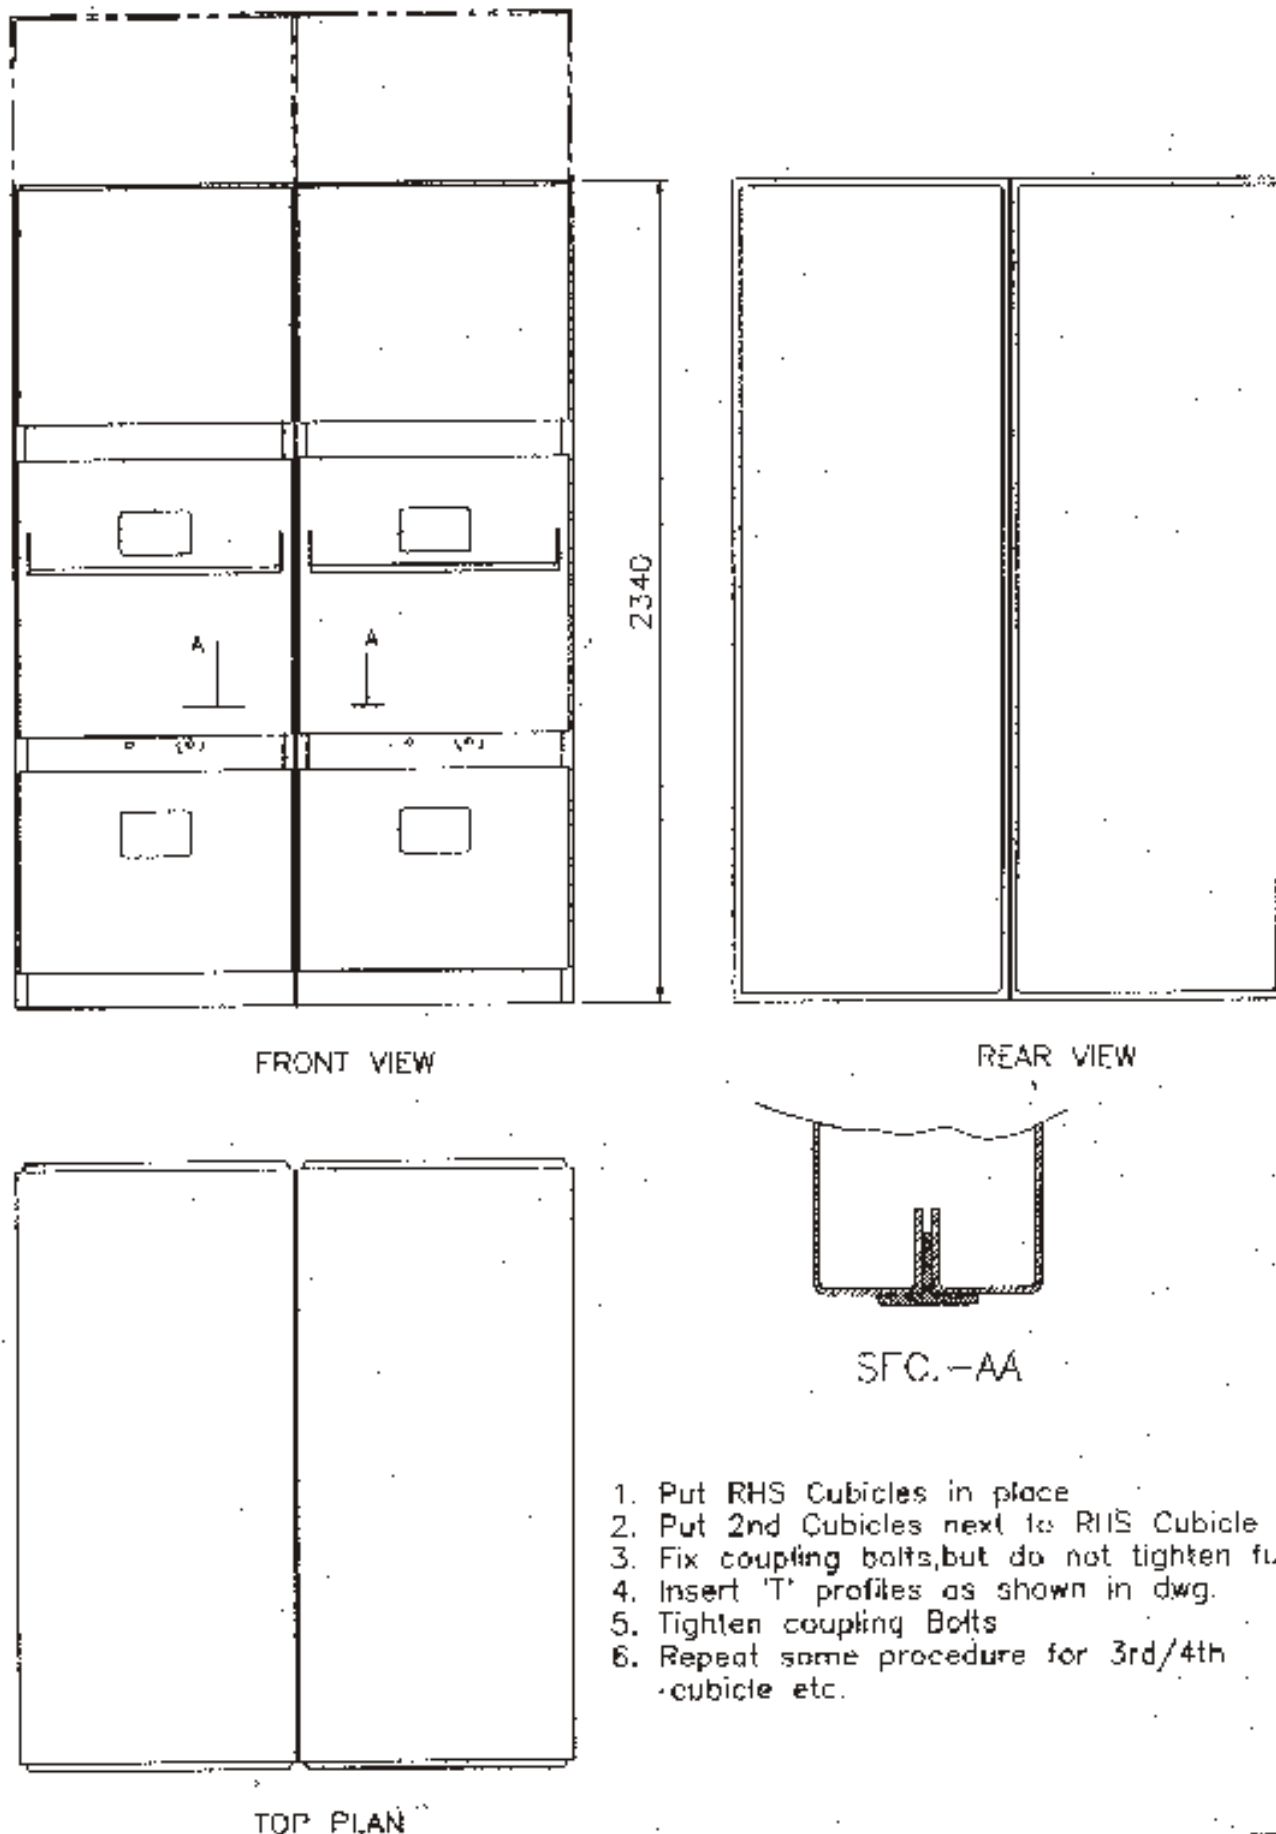 A
A
2340
FRONT VIEW
REAR VIEW
SEC.-AA
1. Put RHS Cubicles in place
2. Put 2nd Cubicles next to RHS Cubicle
3. Fix coupling bolts,but do not tighten fu
4. Insert 'T' profiles as shown in dwg.
5. Tighten coupling Bolts
6. Repeat same procedure for 3rd/4th
cubicle etc.
TOP PLAN